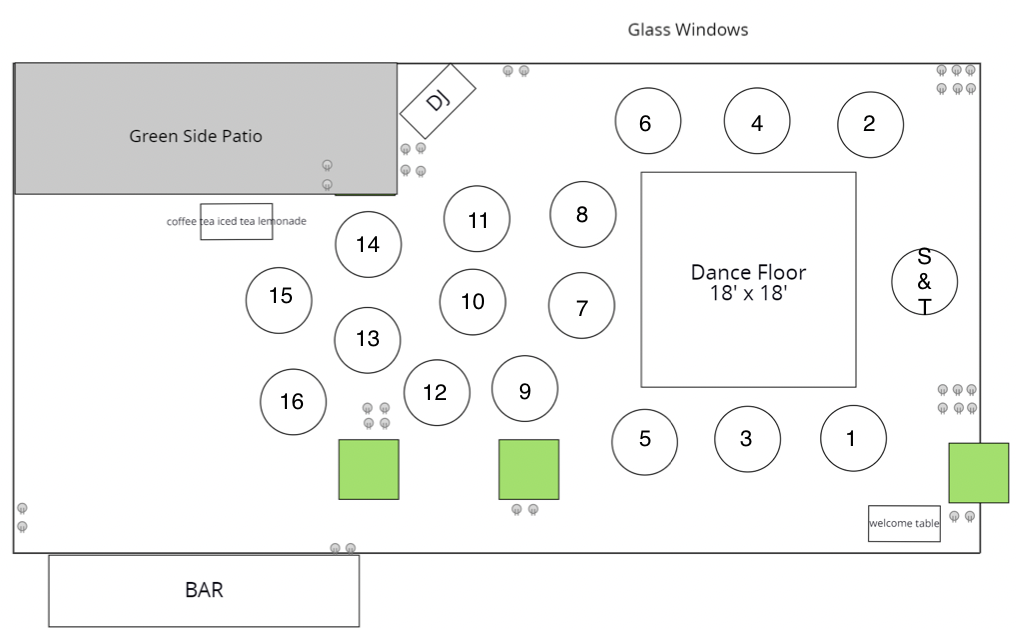 Glass Windows
DJ
Green Side Patio
6
4
2
coffee tea iced tea lemonade
14
11
8
S
&
T
Dance Floor
18' x 18'
15
10
7
13
16
12
9
5
3
1
welcome table
BAR